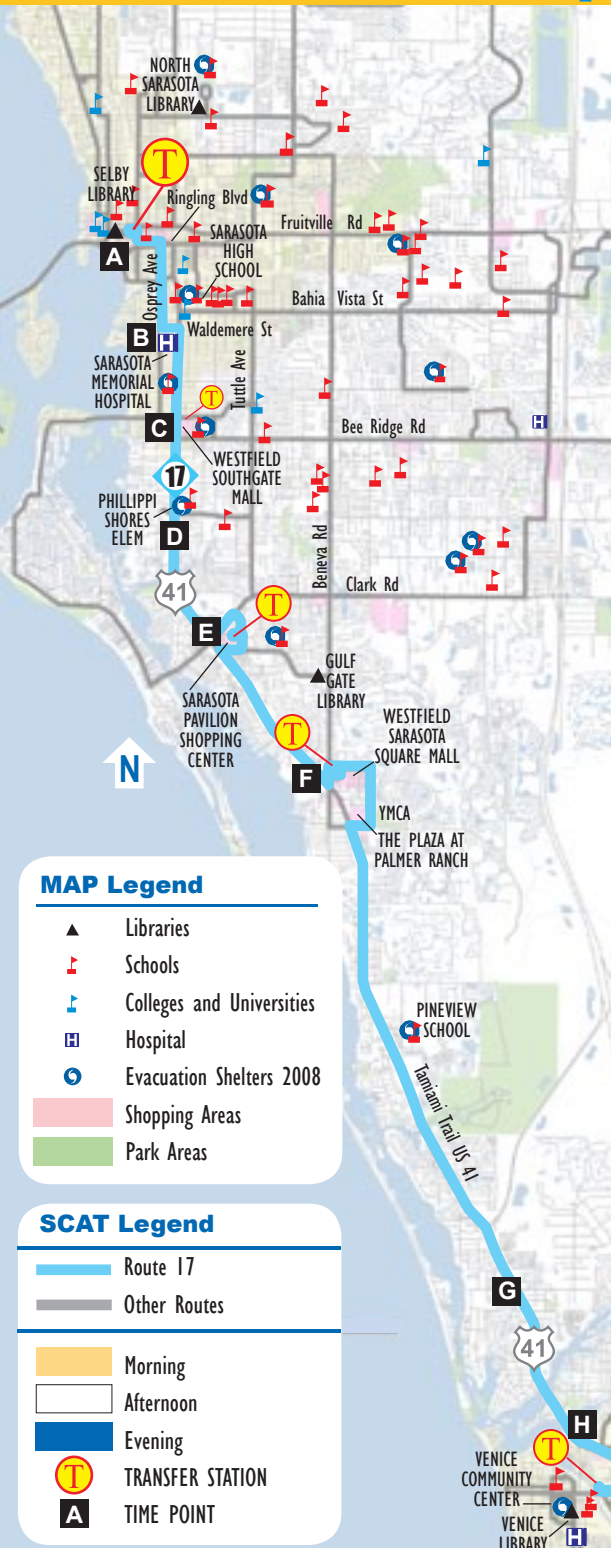 NORTH
SARASOTA
LIBRARY
SELBY
LIBRARY
T
Ringling Blvd
Fruitville Rd
A
Osprey Ave
SARASOTA
HIGH
SCHOOL
Bahia Vista St
B
Waldemere St
H
SARASOTA
MEMORIAL
HOSPITAL
Tuttle Ave
T
C
Bee Ridge Rd
H
WESTFIELD
SOUTHGATE
MALL
17
PHILLIPPI
SHORES
ELEM
D
Beneva Rd
Clark Rd
41
T
E
GULF
GATE
LIBRARY
SARASOTA
PAVILION
SHOPPING
CENTER
T
WESTFIELD
SARASOTA
SQUARE MALL
N
F
YMCA
THE PLAZA AT
PALMER RANCH
MAP Legend
Libraries
Schools
Colleges and Universities
H Hospital
Evacuation Shelters 2008
Shopping Areas
Park Areas
PINEVIEW
SCHOOL
Tamiami Trail US 41
SCAT Legend
Route 17
Other Routes
Morning
Afternoon
Evening
T TRANSFER STATION
A TIME POINT
G
41
H
T
VENICE
COMMUNITY
CENTER
VENICE
LIBRARY
H